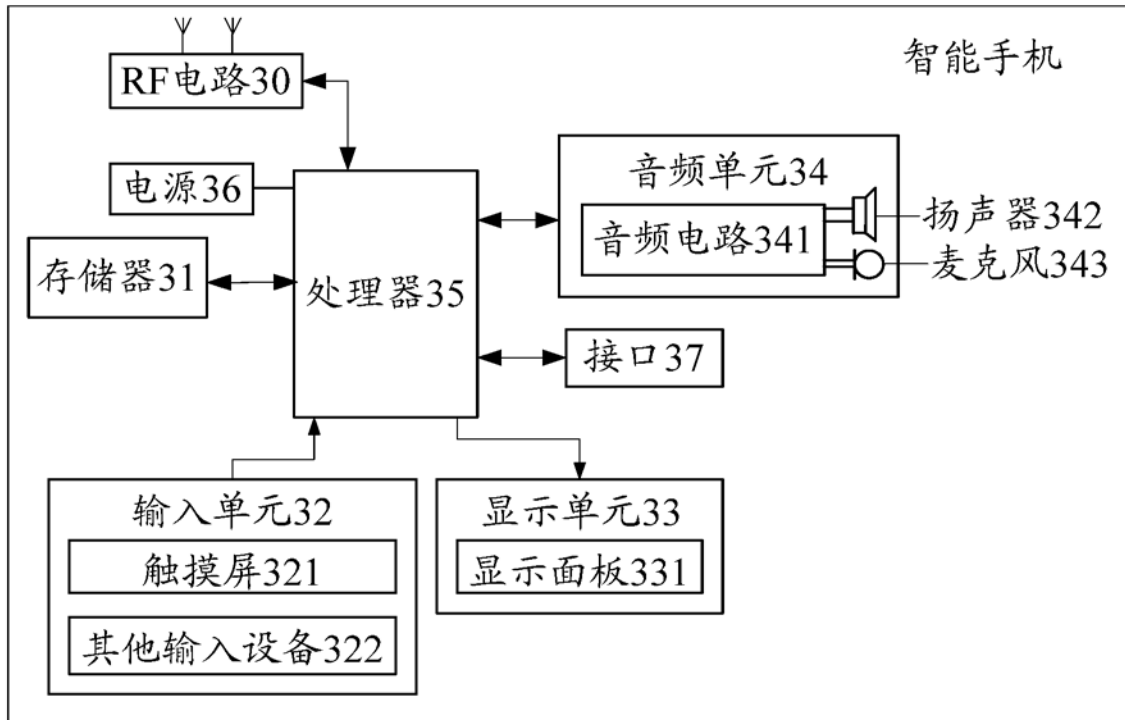 智能手机
RF电路30
电源36
存储器31
处理器35
音频单元34
音频电路341
扬声器342
麦克风343
接口37
输入单元32
触摸屏321
其他输入设备322
显示单元33
显示面板331